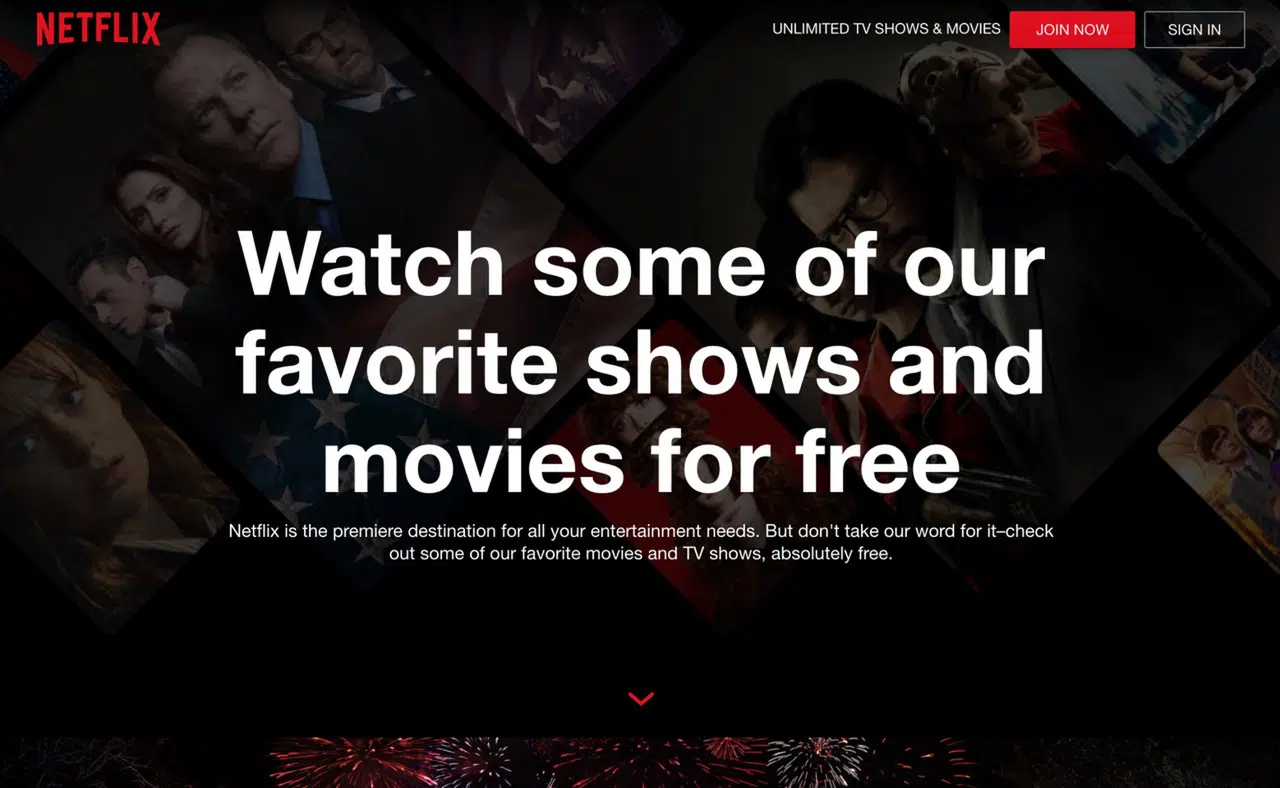 NETFLIX
UNLIMITED TV SHOWS & MOVIES
JOIN NOW
SIGN IN
Watch some of our
favorite shows and
movies for free
Netflix is the premiere destination for all your entertainment needs. But don't take our word for it–check
out some of our favorite movies and TV shows, absolutely free.